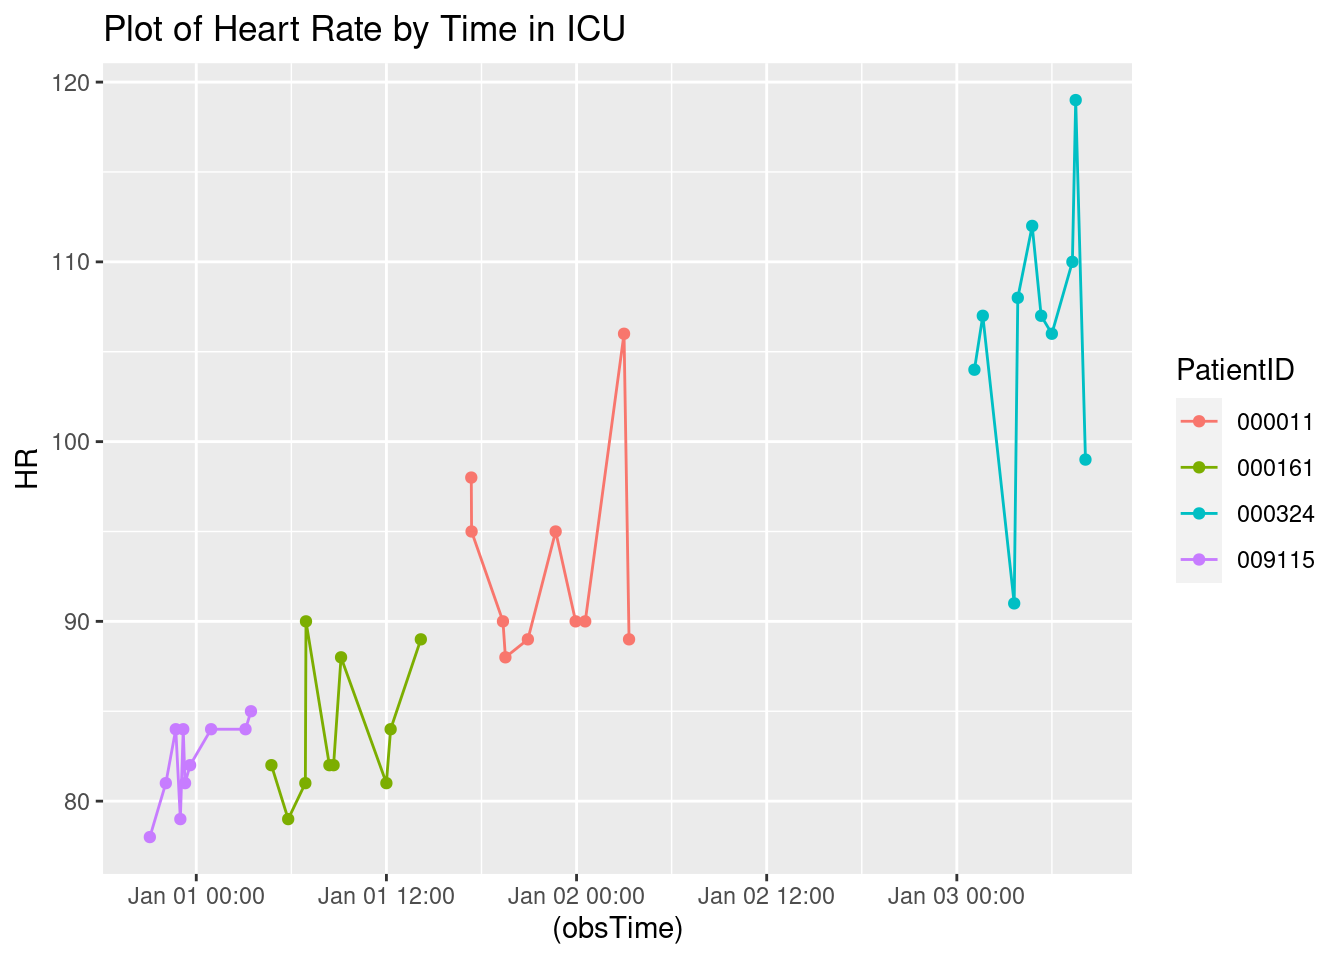 Plot of Heart Rate by Time in ICU
120
110
100
90
80
HR
Jan 01 00:00
Jan 01 12:00
Jan 02 00:00
Jan 02 12:00
Jan 03 00:00
(obsTime)
PatientID
000011
000161
000324
009115